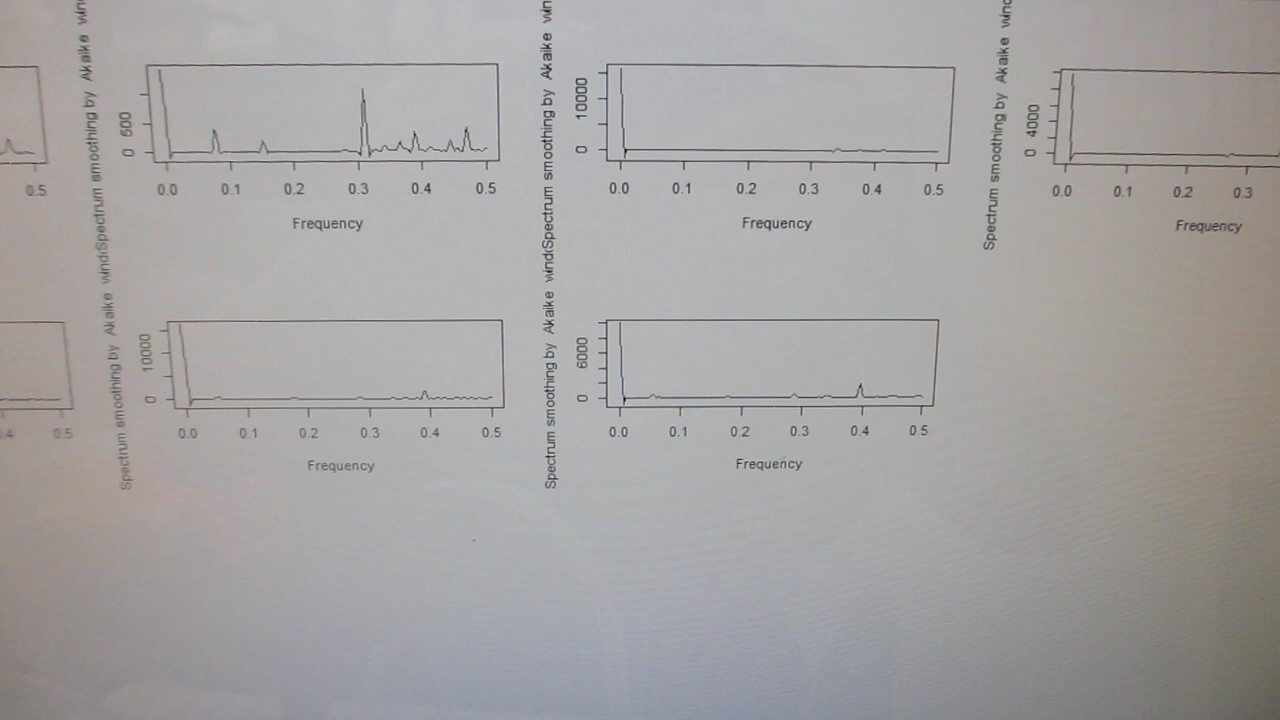 0.5
Spectrum smoothing by Akaike
0 500
0.0 0.1 0.2 0.3 0.4 0.5
Frequency
Spectrum smoothing by Akaike
0 10000
0.0 0.1 0.2 0.3 0.4 0.5
Frequency
Spectrum smoothing by Akaike
0 4000
0.0 0.1 0.2 0.3
Frequency
0.5
Spectrum smoothing by Akaike
0 10000
0.0 0.1 0.2 0.3 0.4 0.5
Frequency
Spectrum smoothing by Akaike
0 6000
0.0 0.1 0.2 0.3 0.4 0.5
Frequency